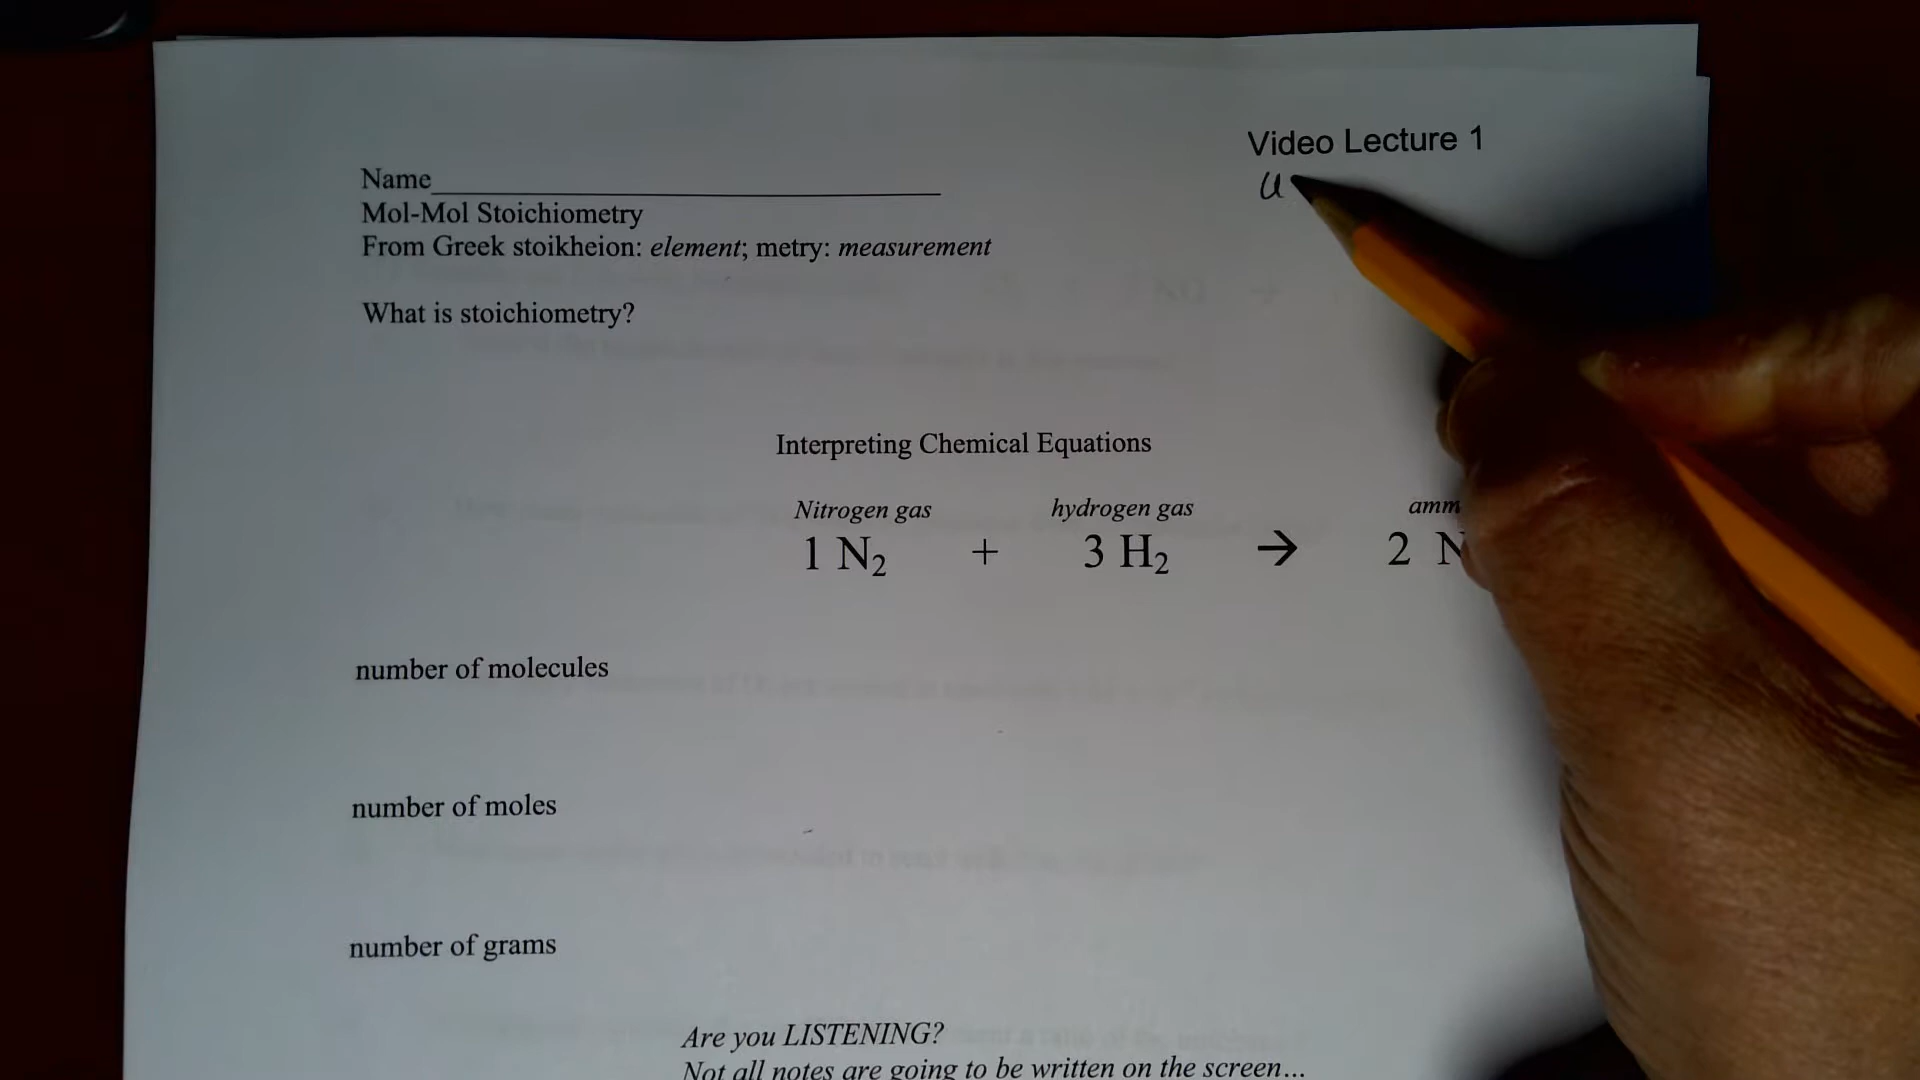 Video Lecture 1
u
Name
Mol-Mol Stoichiometry
From Greek stoikheion: element; metry: measurement
What is stoichiometry?
Interpreting Chemical Equations
Nitrogen gas hydrogen gas amm
1 N₂ + 3 H₂ → 2 N
number of molecules
number of moles
number of grams
Are you LISTENING?
Not all notes are going to be written on the screen...